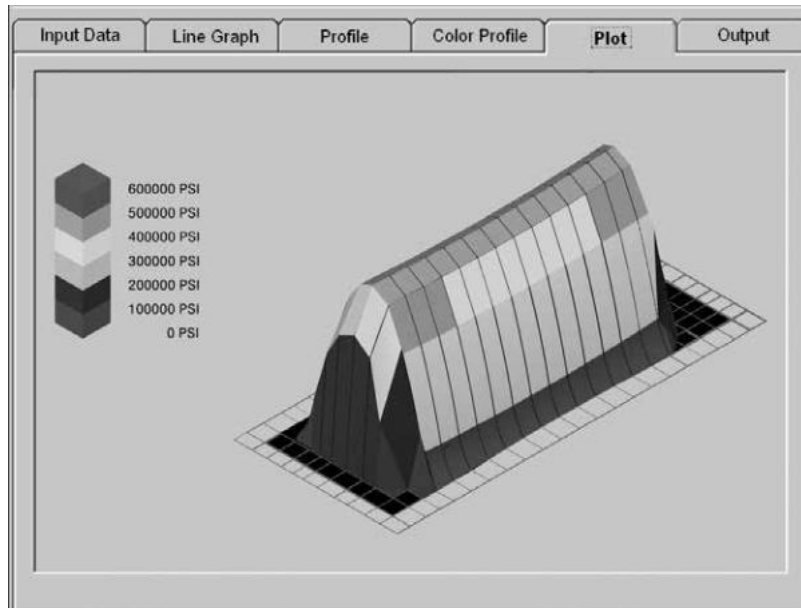 Input Data
Line Graph
Profile
Color Profile
Plot
Output
600000 PSI
500000 PSI
400000 PSI
300000 PSI
200000 PSI
100000 PSI
0 PSI